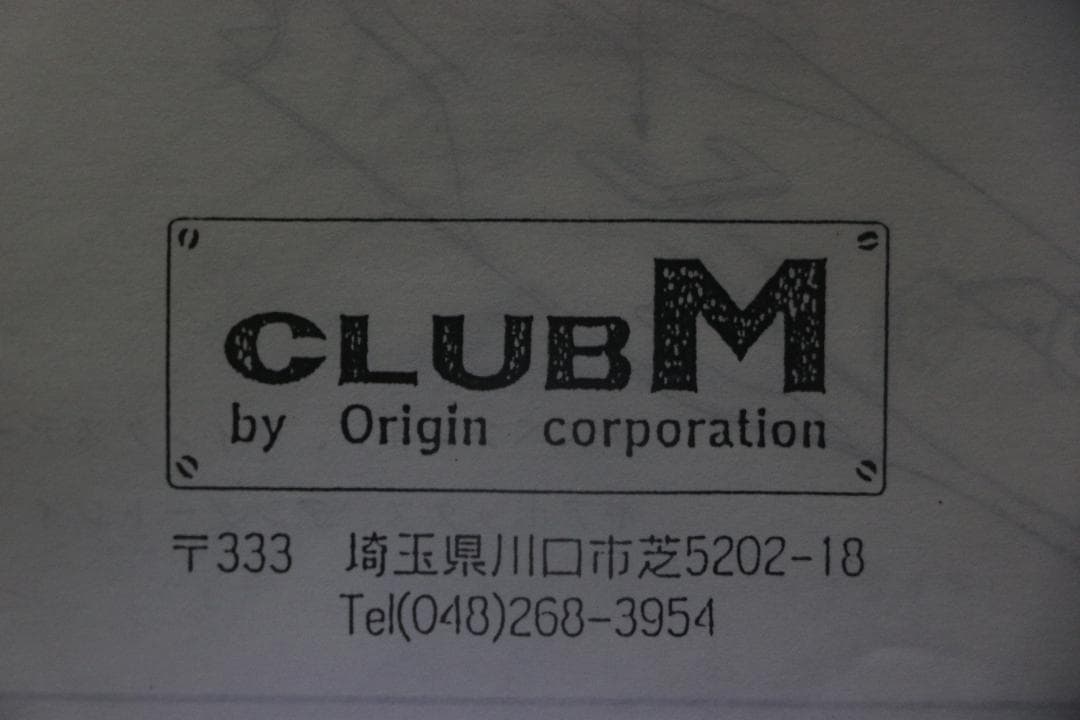 CLUB M
by Origin corporation
〒333 埼玉県川口市芝5202-18
Tel(048)268-3954